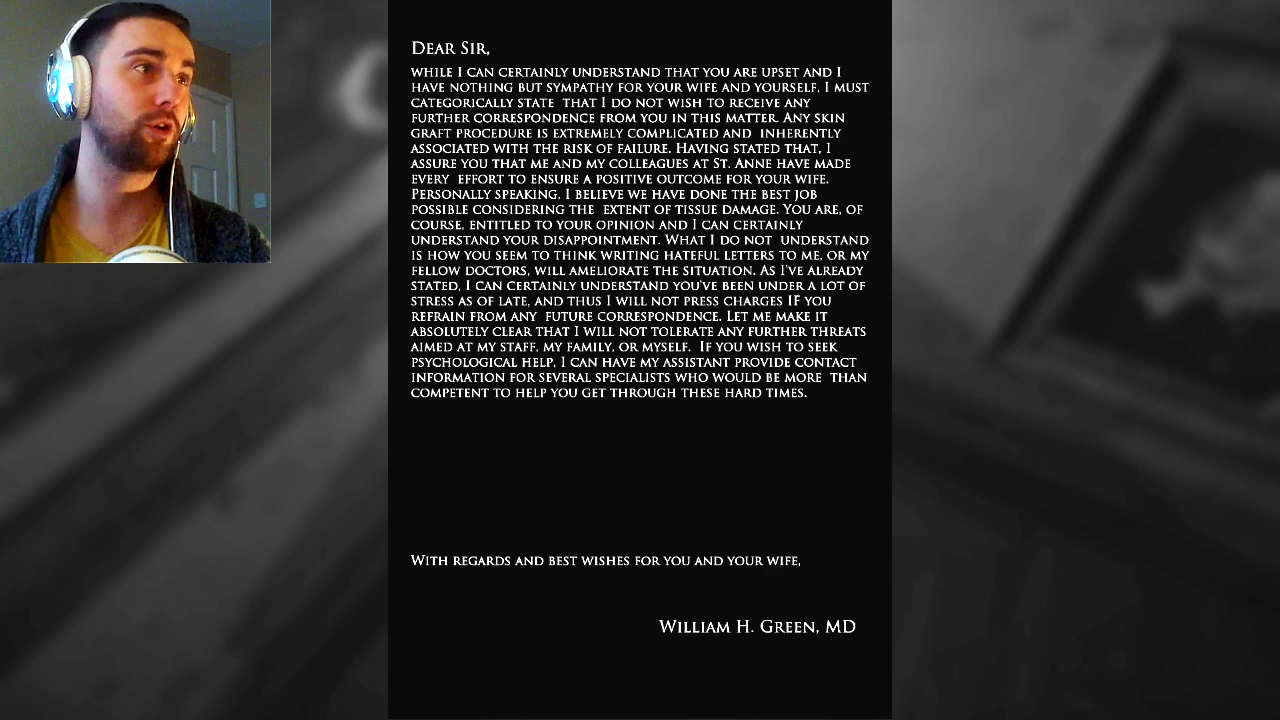 Dear Sir,
while I can certainly understand that you are upset and I
have nothing but sympathy for your wife and yourself, I must
categorically state that I do not wish to receive any
further correspondence from you in this matter. Any skin
graft procedure is extremely complicated and inherently
associated with the risk of failure. Having stated that, I
assure you that me and my colleagues at St. Anne have made
every effort to ensure a positive outcome for your wife.
Personally speaking, I believe we have done the best job
possible considering the extent of tissue damage. You are, of
course, entitled to your opinion and I can certainly
understand your disappointment. What I do not understand
is how you seem to think writing hateful letters to me, or my
fellow doctors, will ameliorate the situation. As I've already
stated, I can certainly understand you've been under a lot of
stress as of late, and thus I will not press charges IF you
refrain from any future correspondence. Let me make it
absolutely clear that I will not tolerate any further threats
aimed at my staff, my family, or myself. If you wish to seek
psychological help, I can have my assistant provide contact
information for several specialists who would be more than
competent to help you get through these hard times.
With regards and best wishes for you and your wife,
William H. Green, MD